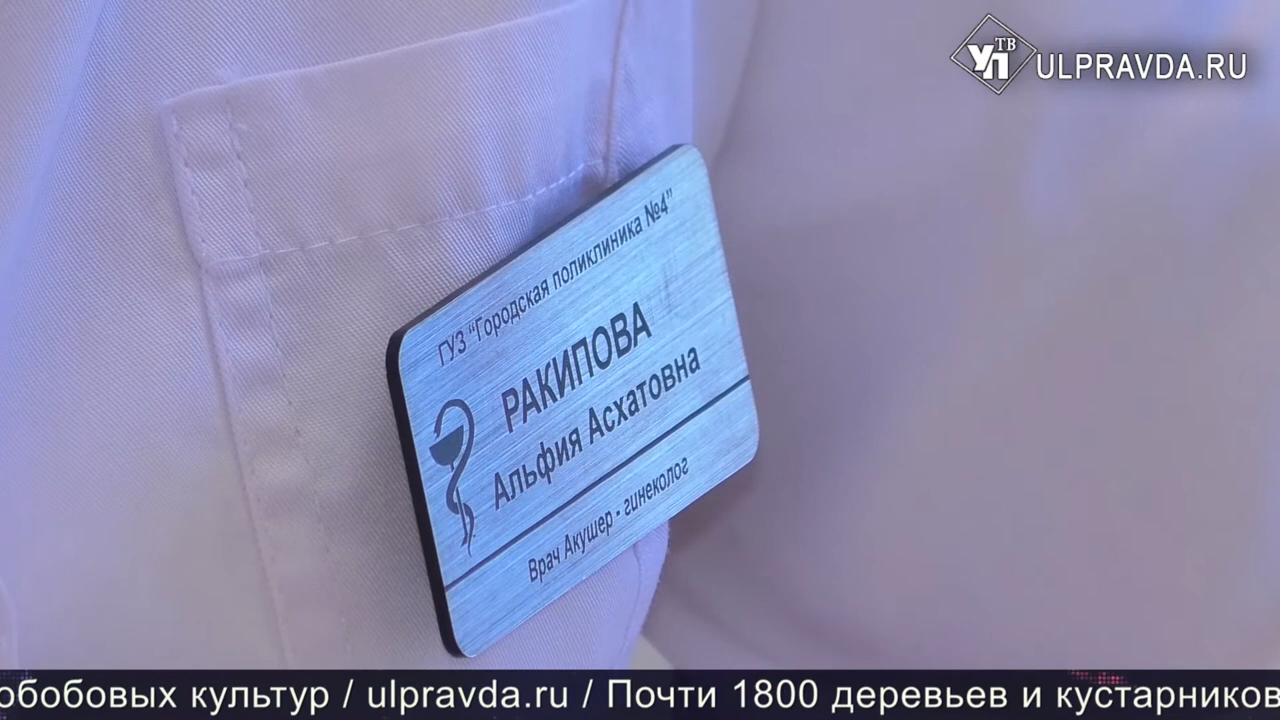 УП ТВ
ULPRAVDA.RU
ГУЗ “Городская поликлиника №4”
РАКИПОВА
Альфия Асхатовна
Врач Акушер - гинеколог
обобовых культур / ulpravda.ru / Почти 1800 деревьев и кустарников